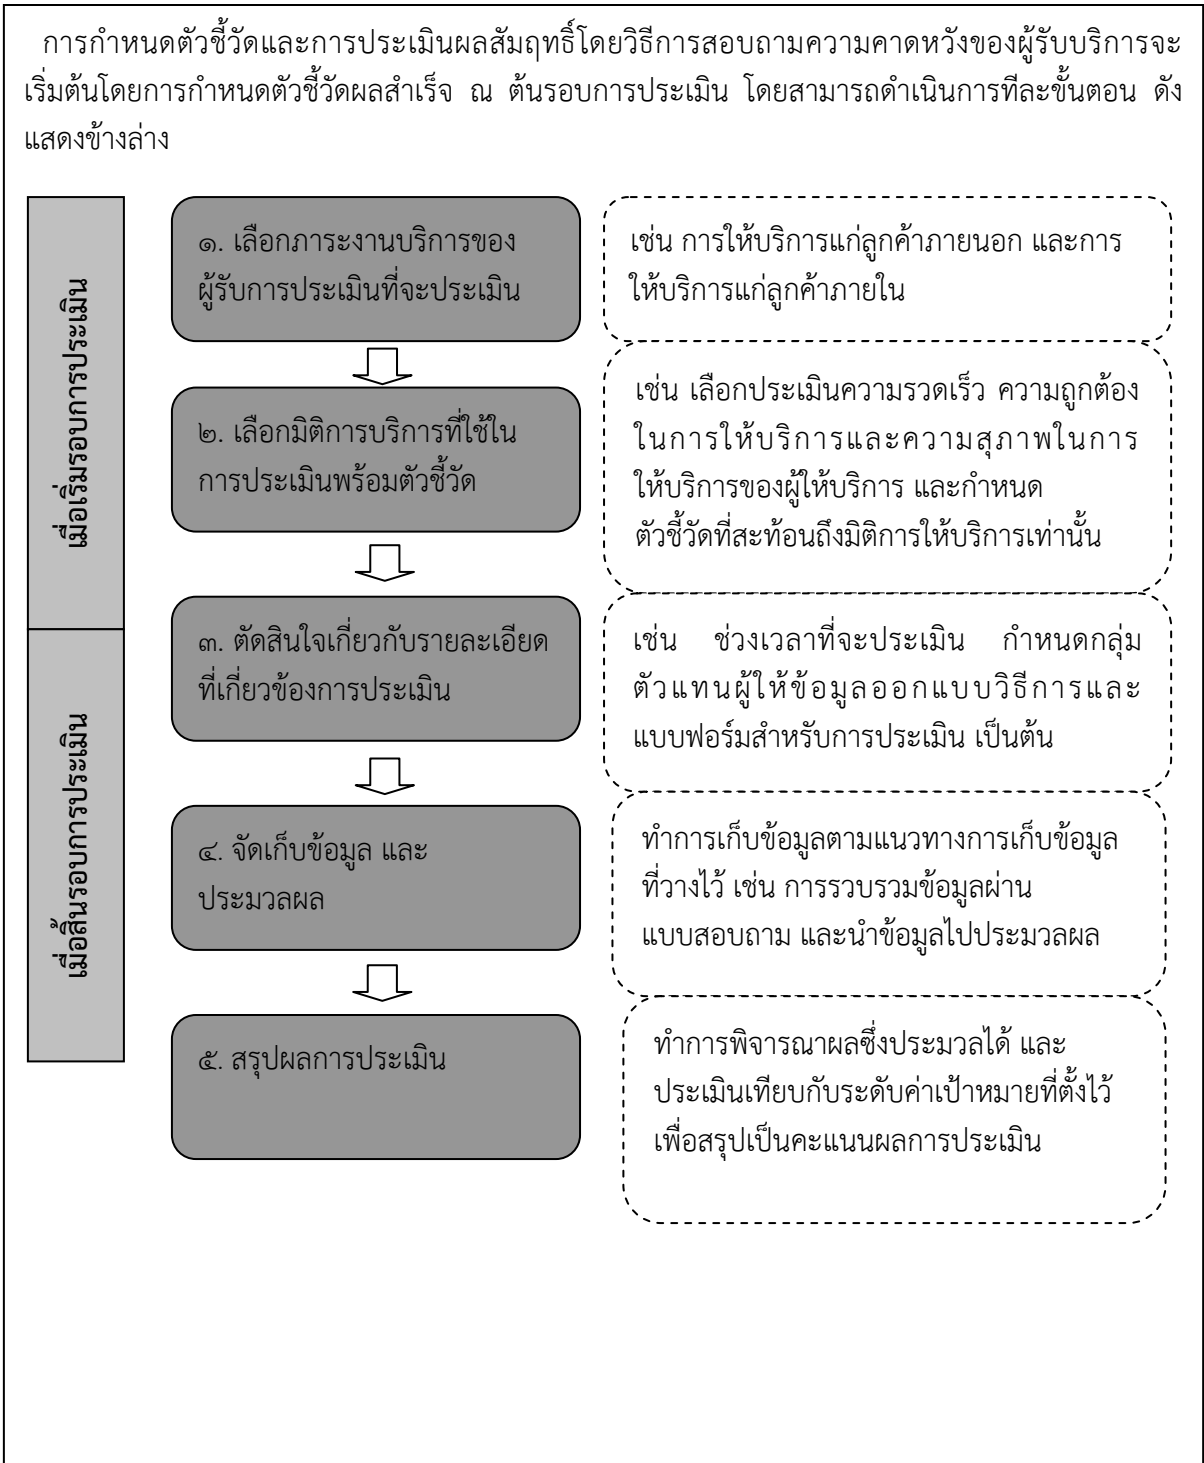 การกำหนดตัวชี้วัดและการประเมินผลสัมฤทธิ์โดยวิธีการสอบถามความคาดหวังของผู้รับบริการจะ
เริ่มต้นโดยการกำหนดตัวชี้วัดผลสำเร็จ ณ ต้นรอบการประเมิน โดยสามารถดำเนินการทีละขั้นตอน ดัง
แสดงข้างล่าง
เมื่อเริ่มรอบการประเมิน
๑. เลือกภาระงานบริการของ
ผู้รับการประเมินที่จะประเมิน
เช่น การให้บริการแก่ลูกค้าภายนอก และการ
ให้บริการแก่ลูกค้าภายใน
๒. เลือกมิติการบริการที่ใช้ใน
การประเมินพร้อมตัวชี้วัด
เช่น เลือกประเมินความรวดเร็ว ความถูกต้อง
ในการให้บริการและความสุภาพในการ
ให้บริการของผู้ให้บริการ และกำหนด
ตัวชี้วัดที่สะท้อนถึงมิติการให้บริการเท่านั้น
๓. ตัดสินใจเกี่ยวกับรายละเอียด
ที่เกี่ยวข้องการประเมิน
เช่น ช่วงเวลาที่จะประเมิน กำหนดกลุ่ม
ตัวแทนผู้ให้ข้อมูลออกแบบวิธีการและ
แบบฟอร์มสำหรับการประเมิน เป็นต้น
เมื่อสิ้นรอบการประเมิน
๔. จัดเก็บข้อมูล และ
ประมวลผล
ทำการเก็บข้อมูลตามแนวทางการเก็บข้อมูล
ที่วางไว้ เช่น การรวบรวมข้อมูลผ่าน
แบบสอบถาม และนำข้อมูลไปประมวลผล
๕. สรุปผลการประเมิน
ทำการพิจารณาผลซึ่งประมวลได้ และ
ประเมินเทียบกับระดับค่าเป้าหมายที่ตั้งไว้
เพื่อสรุปเป็นคะแนนผลการประเมิน